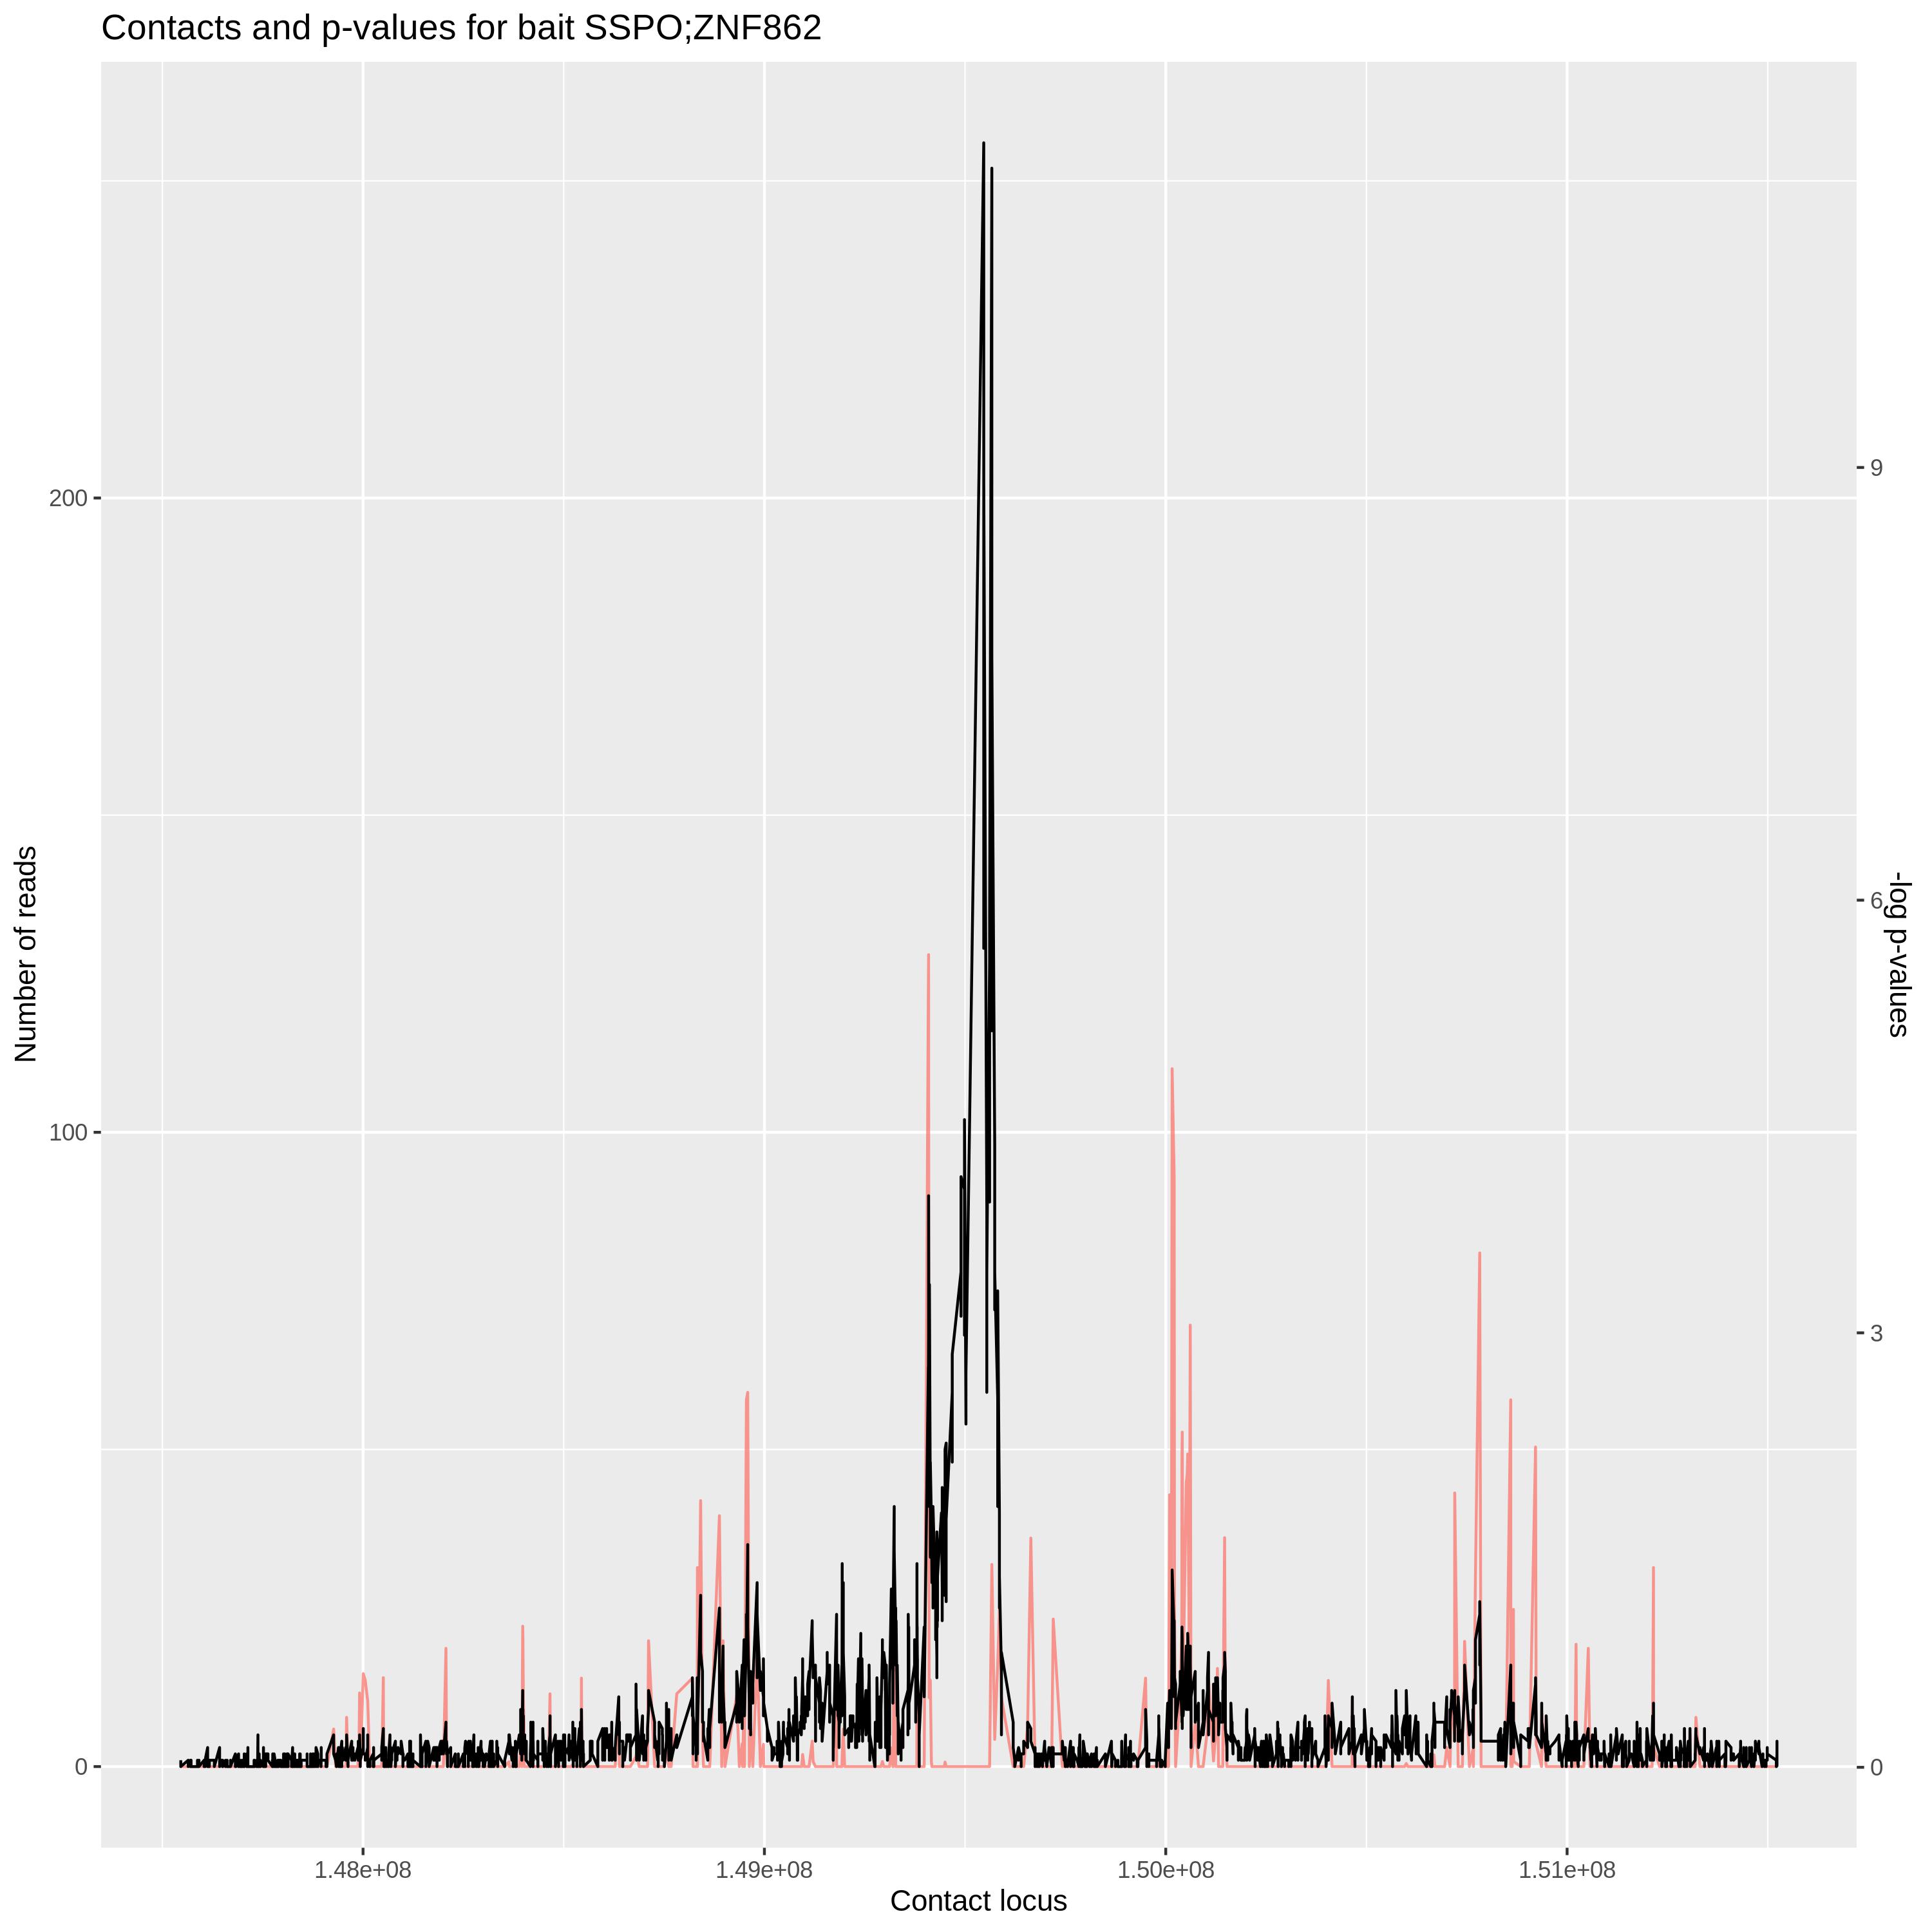 Contacts and p-values for bait SSPO;ZNF862
Number of reads
200
100
0
9
6
3
0
-log p-values
1.48e+08
1.49e+08
1.50e+08
1.51e+08
Contact locus